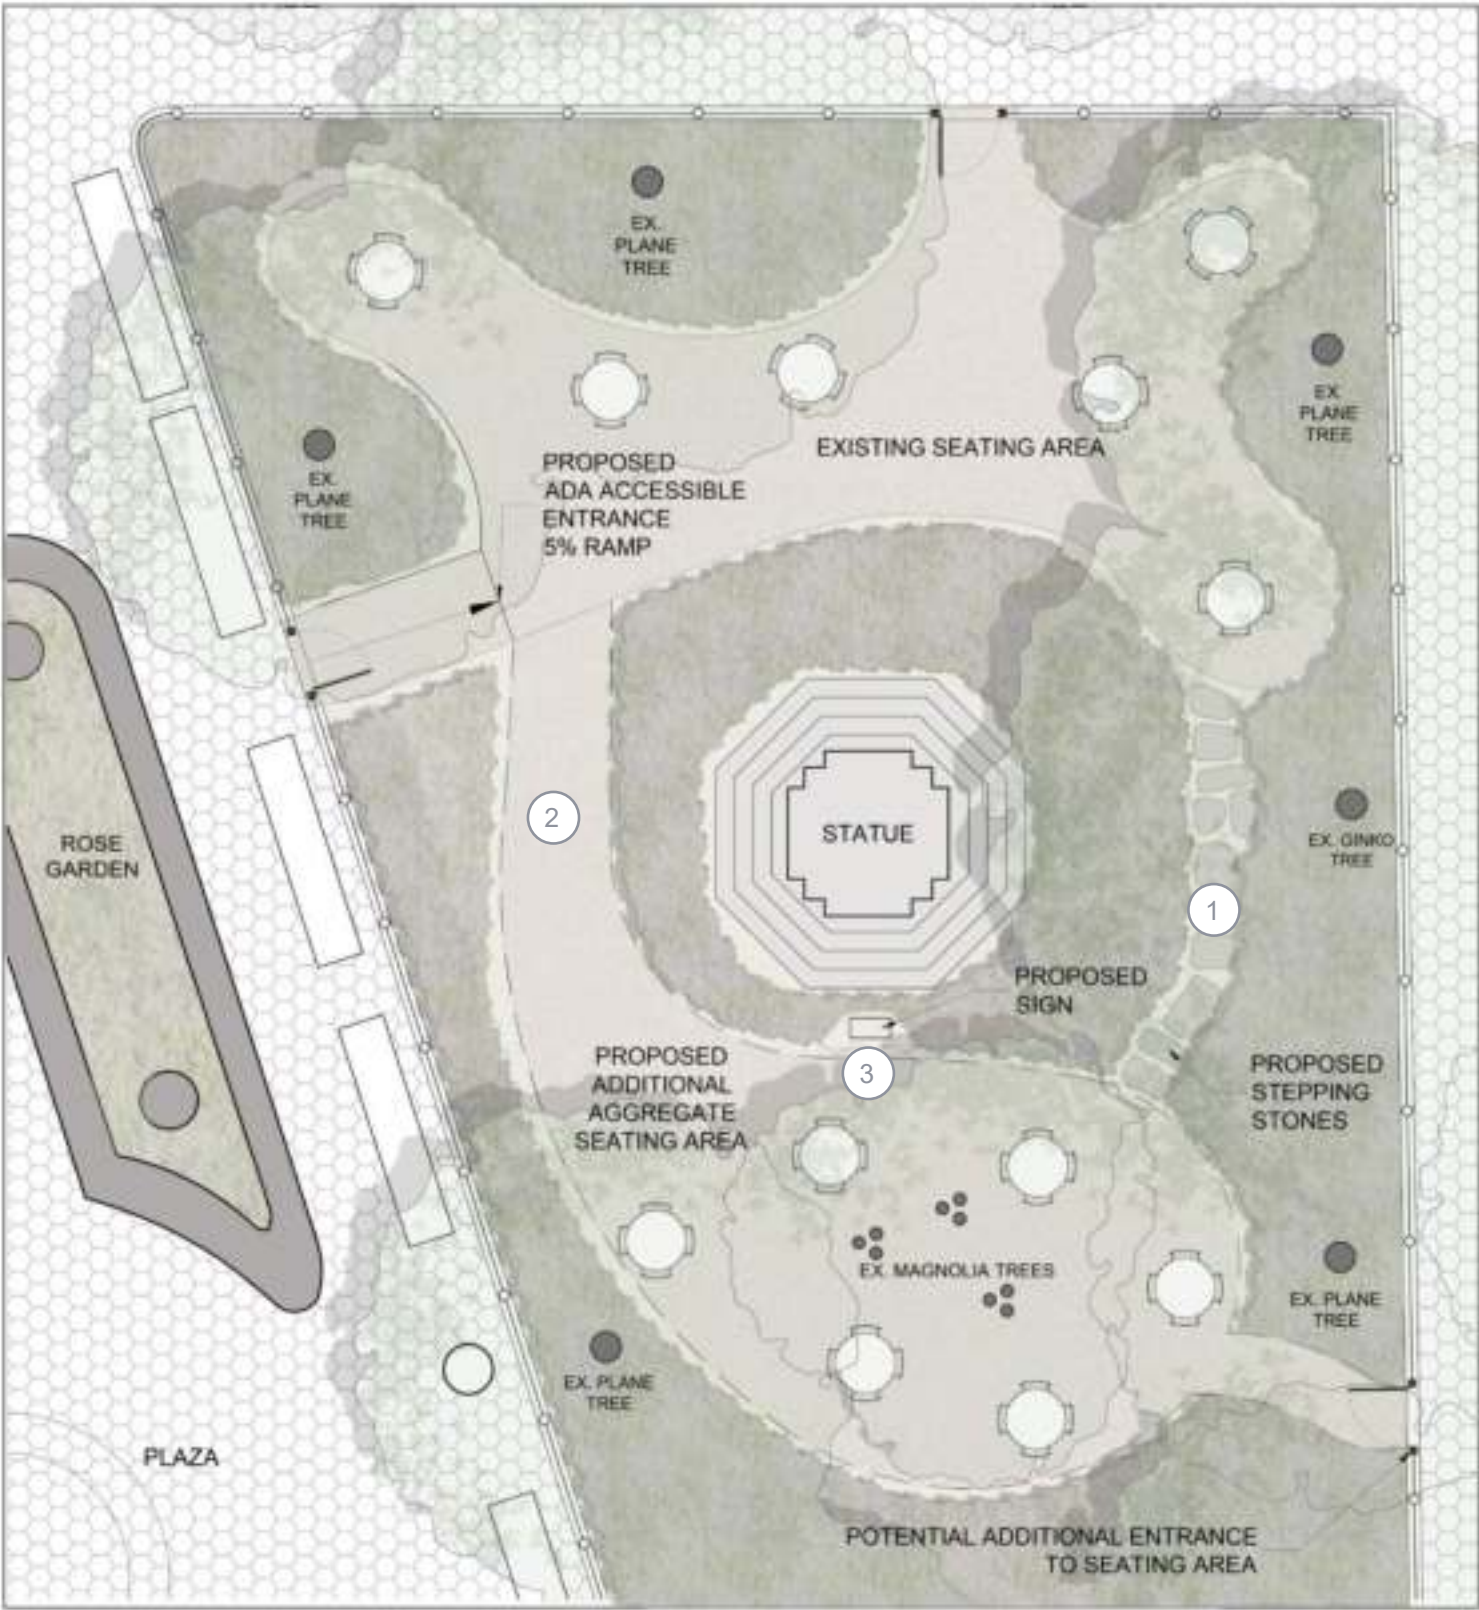 EX.
PLANE
TREE
EX.
PLANE
TREE
EX
PLANE
TREE
EXISTING SEATING AREA
PROPOSED
ADA ACCESSIBLE
ENTRANCE
5% RAMP
2
STATUE
ROSE
GARDEN
EX. GINKO
TREE
1
PROPOSED
SIGN
3
PROPOSED
ADDITIONAL
AGGREGATE
SEATING AREA
PROPOSED
STEPPING
STONES
EX. MAGNOLIA TREES
EX. PLANE
TREE
EX. PLANE
TREE
PLAZA
POTENTIAL ADDITIONAL ENTRANCE
TO SEATING AREA